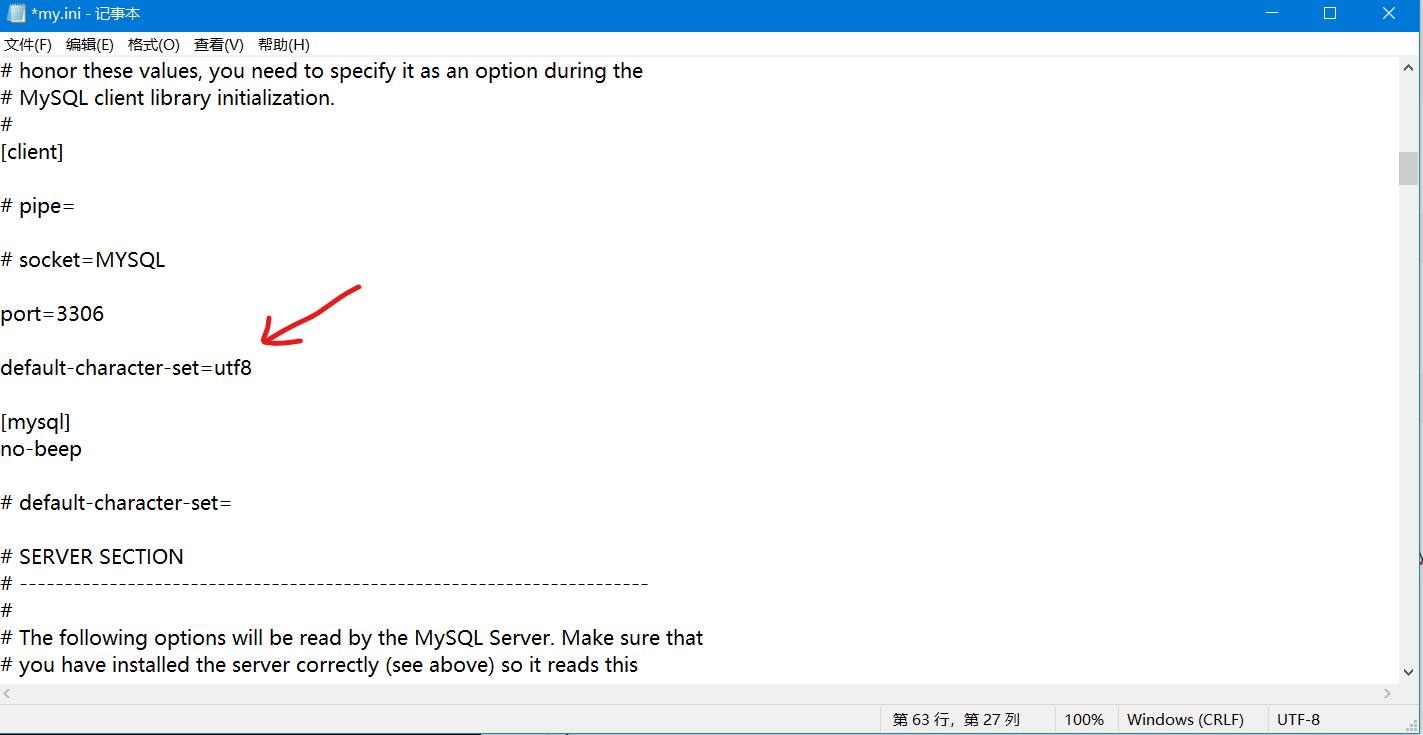 *my.ini - 记事本
文件(F) 编辑(E) 格式(O) 查看(V) 帮助(H)
# honor these values, you need to specify it as an option during the
# MySQL client library initialization.
#
[client]
# pipe=
# socket=MYSQL
port=3306
default-character-set=utf8
[mysql]
no-beep
# default-character-set=
# SERVER SECTION
# ----------------------------------------------------------------------
#
# The following options will be read by the MySQL Server. Make sure that
# you have installed the server correctly (see above) so it reads this
第 63 行，第 27 列 100% Windows (CRLF) UTF-8